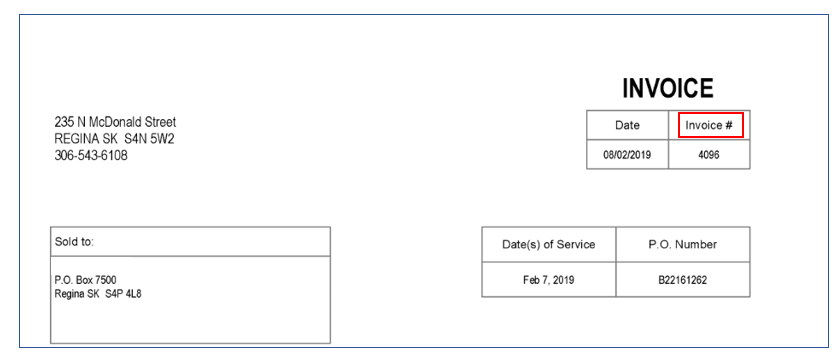 INVOICE
235 N McDonald Street
REGINA SK S4N 5W2
306-543-6108
Date Invoice #
08/02/2019 4096
Sold to:
P.O. Box 7500
Regina SK S4P 4L8
Date(s) of Service P.O. Number
Feb 7, 2019 B22161262